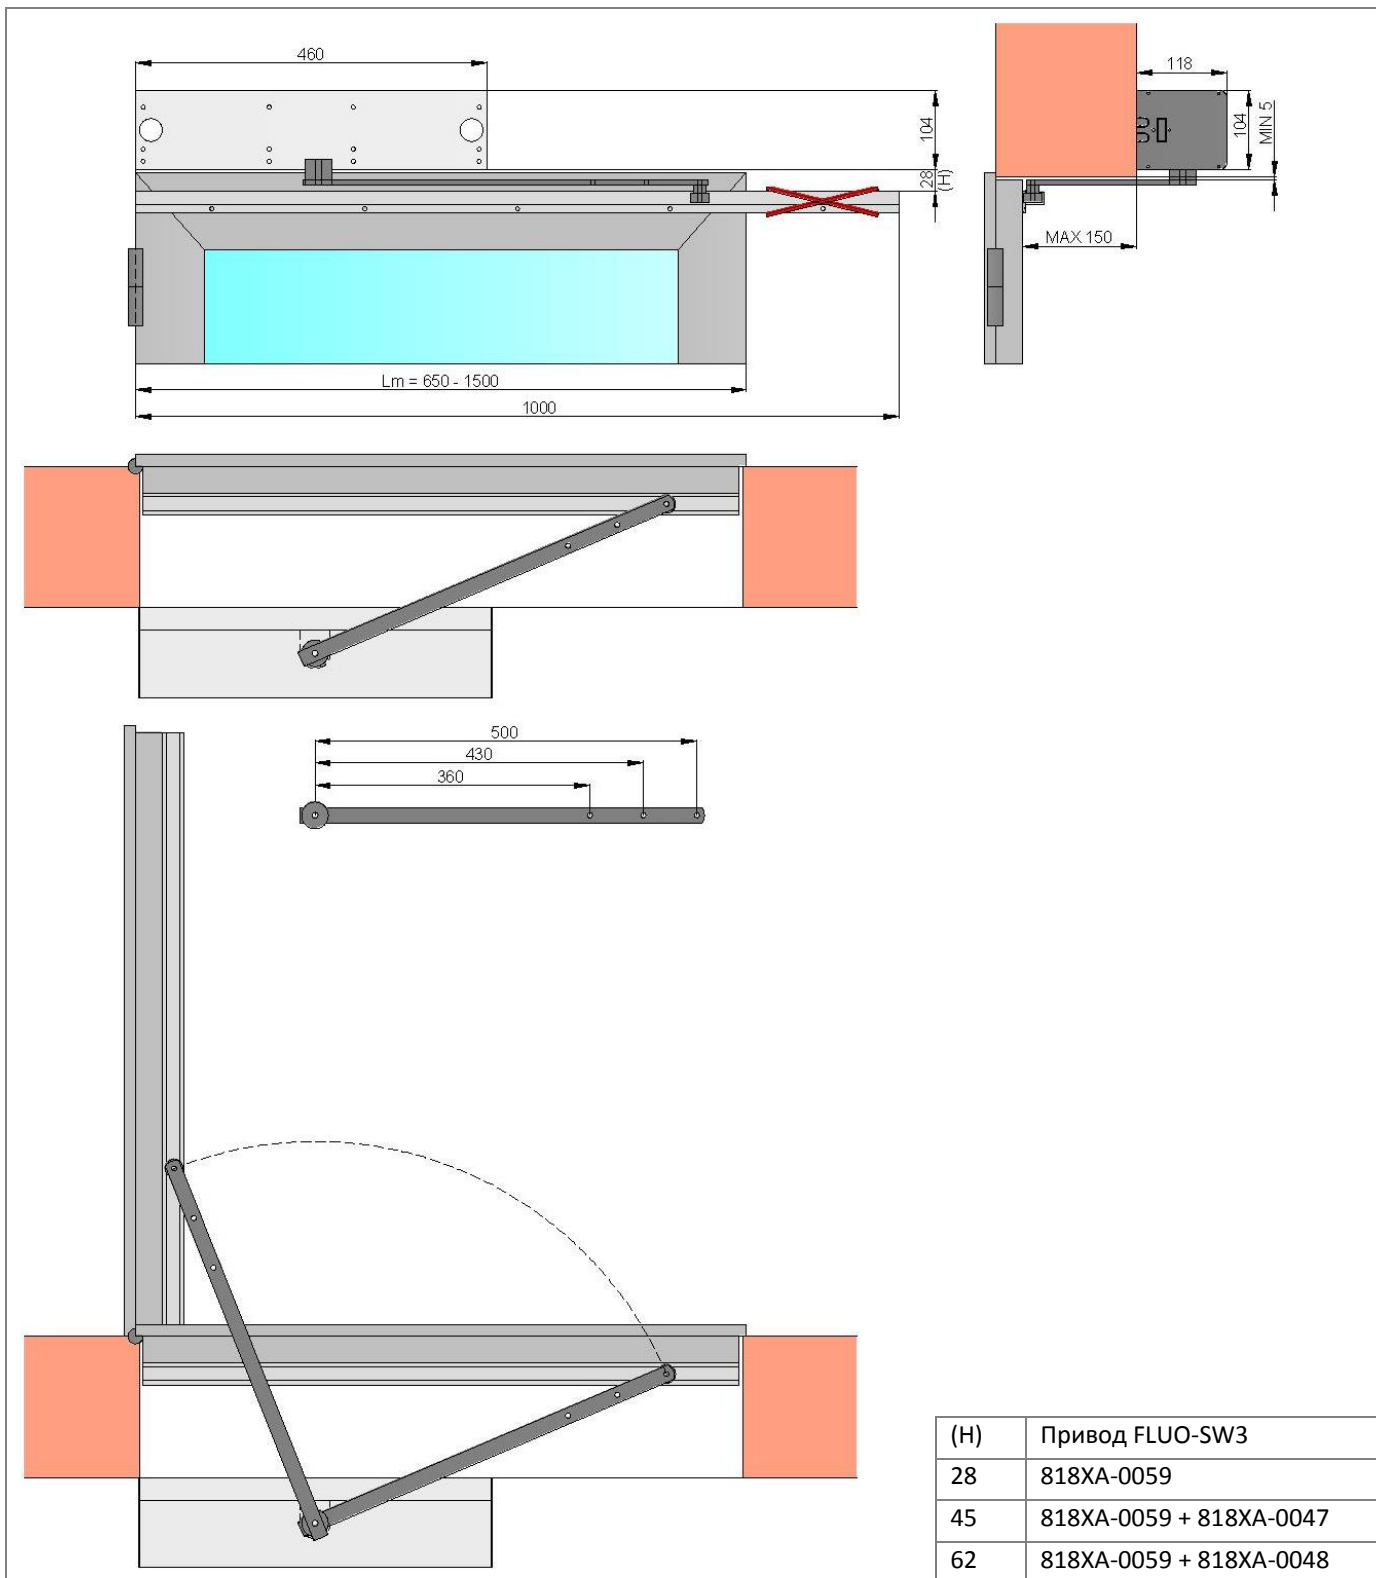 460
118
104
28
(H)
104
MIN 5
MAX 150
Lm = 650 - 1500
1000
500
430
360
(H) Привод FLUO-SW3
28 818XA-0059
45 818XA-0059 + 818XA-0047
62 818XA-0059 + 818XA-0048